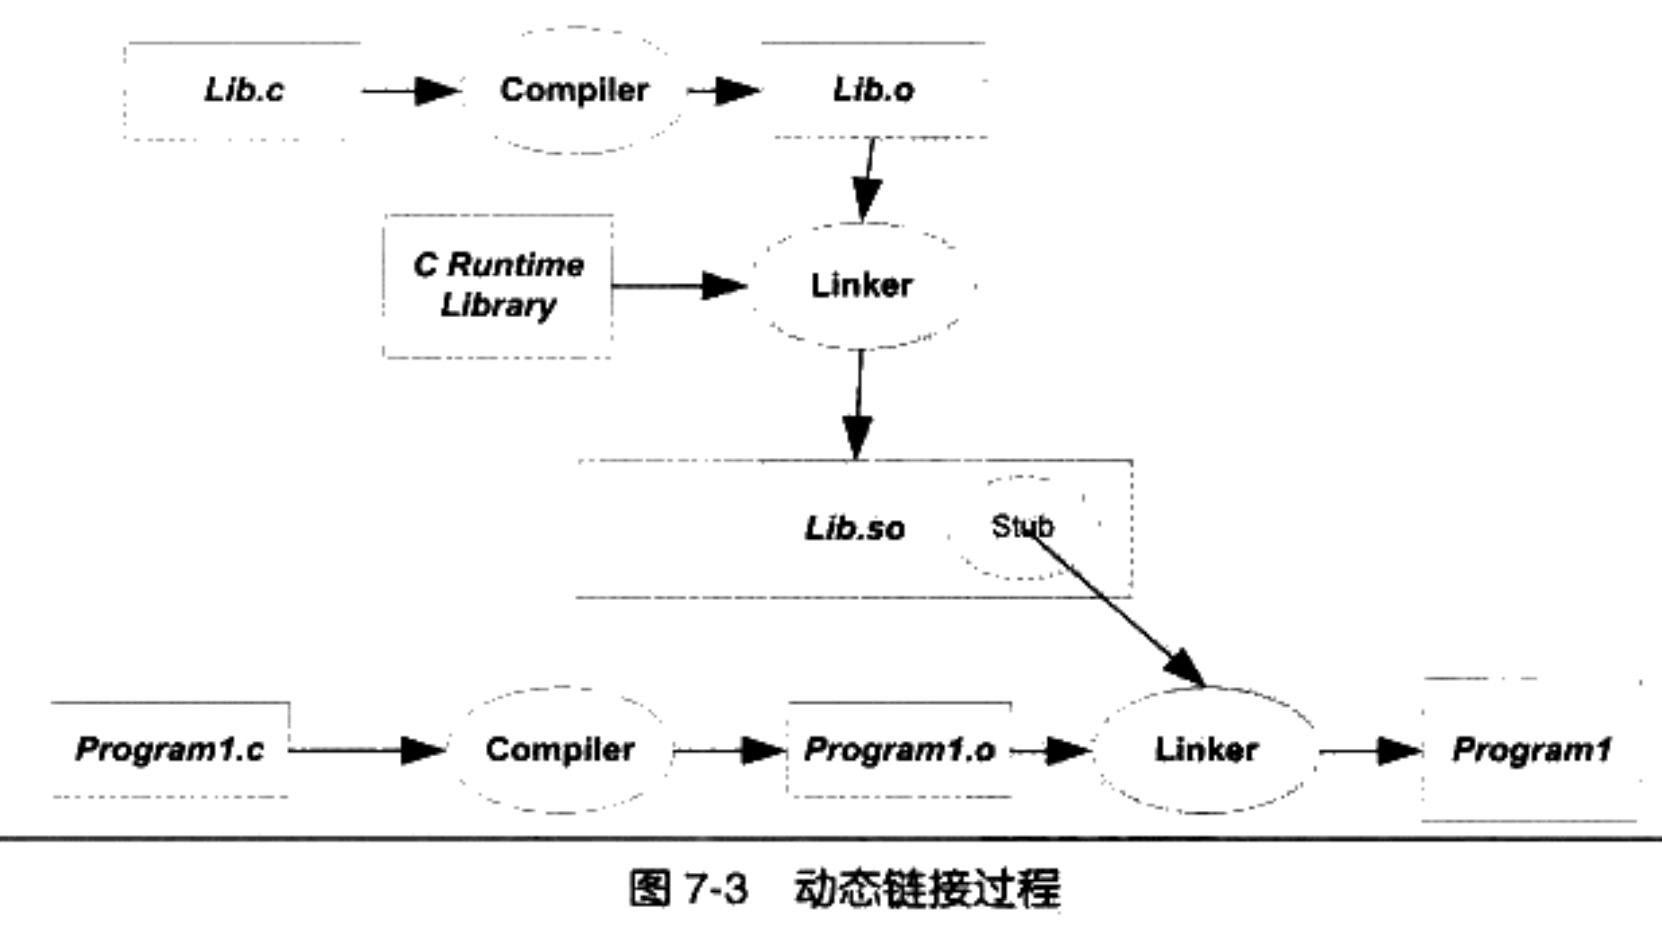 Lib.c
Compiler
Lib.o
C Runtime
Library
Linker
Lib.so
Stub
Program1.c
Compiler
Program1.o
Linker
Program1
图 7-3 动态链接过程